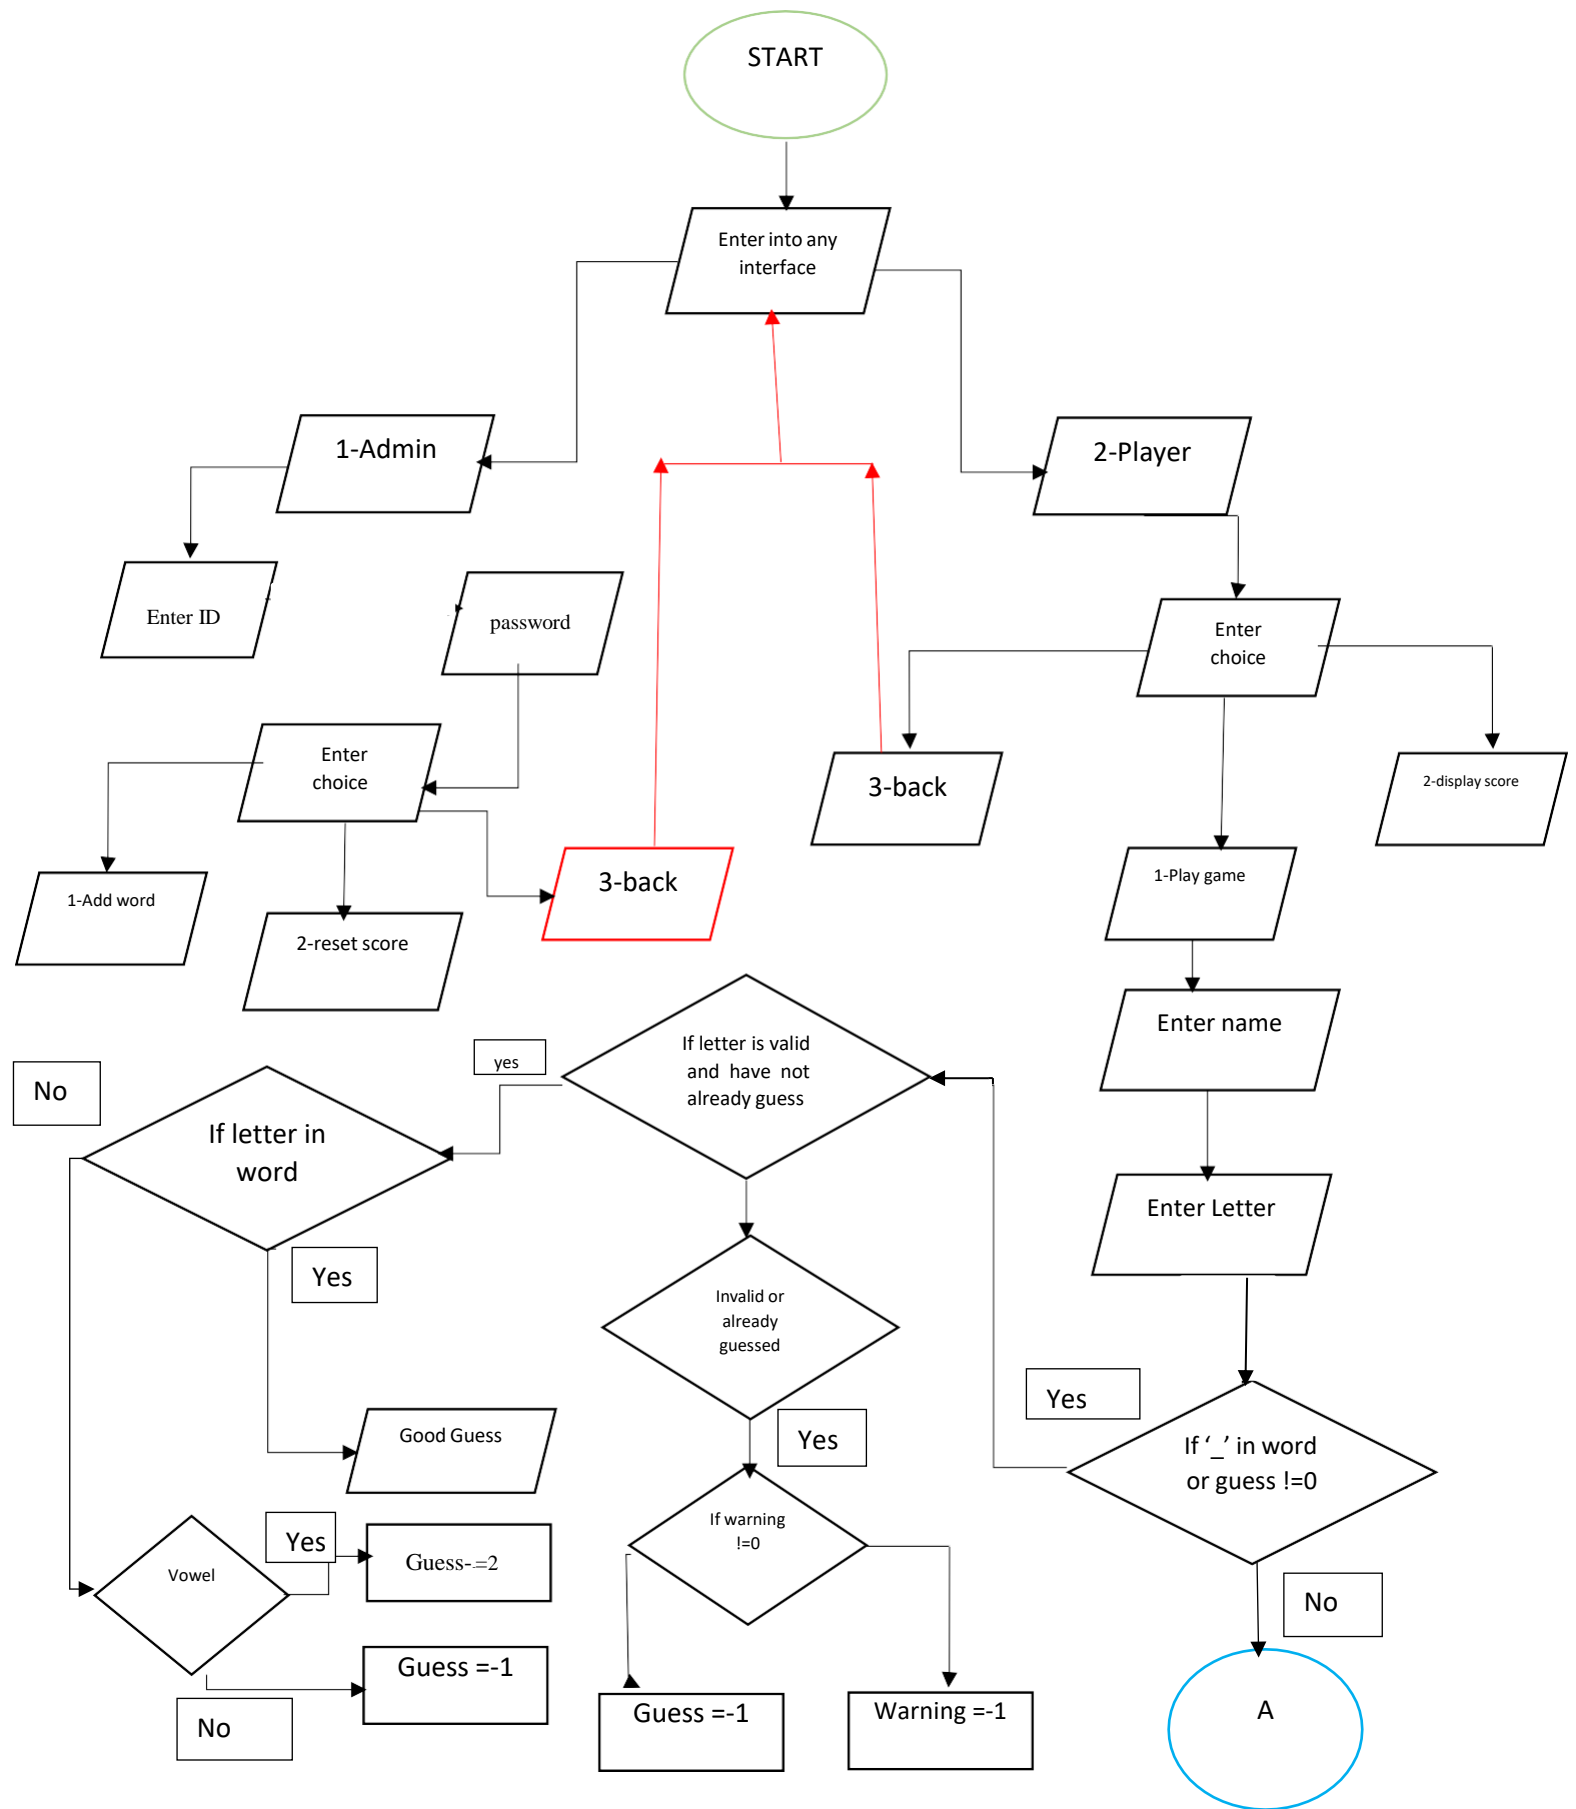 START
Enter into any
interface
1-Admin
2-Player
Enter ID
password
Enter
choice
Enter
choice
3-back
2-display score
1-Add word
2-reset score
3-back
1-Play game
Enter name
If letter is valid
and have not
already guess
yes
No
If letter in
word
Enter Letter
Yes
Invalid or
already
guessed
Yes
Good Guess
Yes
If ‘_’ in word
or guess !=0
If warning
!=0
Yes
Vowel
Guess-=2
No
Guess =-1
No
Guess =-1
Warning =-1
A